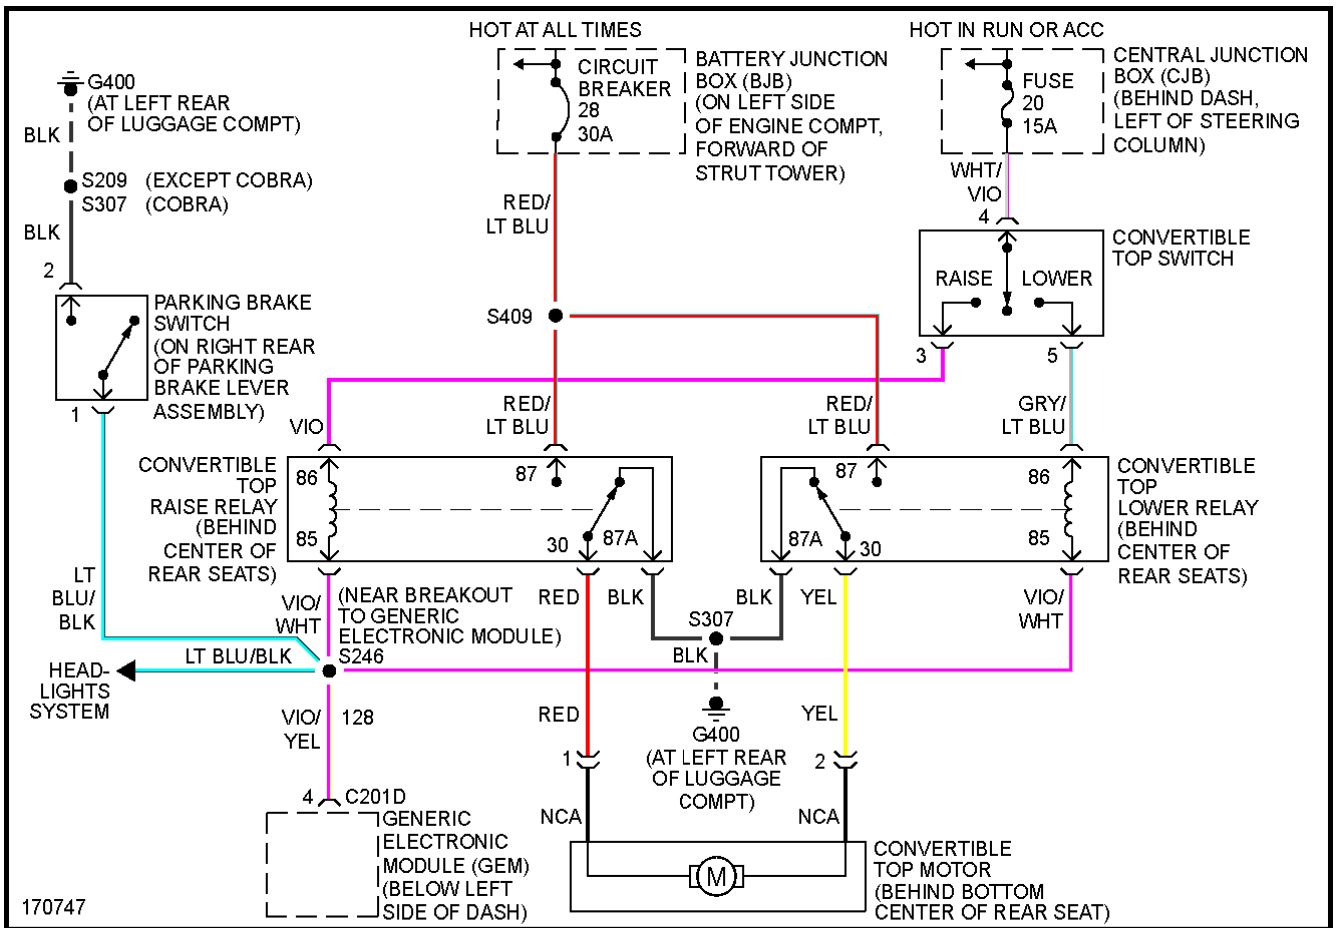 HOT AT ALL TIMES
HOT IN RUN OR ACC
G400
(AT LEFT REAR
OF LUGGAGE COMPT)
BLK
S209 (EXCEPT COBRA)
S307 (COBRA)
BLK
2
PARKING BRAKE
SWITCH
(ON RIGHT REAR
OF PARKING
BRAKE LEVER
ASSEMBLY)
1
CIRCUIT
BREAKER
28
30A
BATTERY JUNCTION
BOX (BJB)
(ON LEFT SIDE
OF ENGINE COMPT,
FORWARD OF
STRUT TOWER)
FUSE
20
15A
CENTRAL JUNCTION
BOX (CJB)
(BEHIND DASH,
LEFT OF STEERING
COLUMN)
RED/
LT BLU
WHT/
VIO
4
CONVERTIBLE
TOP SWITCH
RAISE
LOWER
3
5
S409
VIO
RED/
LT BLU
RED/
LT BLU
GRY/
LT BLU
CONVERTIBLE
TOP
RAISE RELAY
(BEHIND
CENTER OF
REAR SEATS)
86
85
87
30
87A
87
86
87A
30
85
CONVERTIBLE
TOP
LOWER RELAY
(BEHIND
CENTER OF
REAR SEATS)
LT
BLU/
BLK
VIO/
WHT
(NEAR BREAKOUT
TO GENERIC
ELECTRONIC MODULE)
S246
RED
BLK
S307
BLK
BLK
YEL
VIO/
WHT
LT BLU/BLK
HEAD-
LIGHTS
SYSTEM
VIO/
YEL
128
RED
G400
(AT LEFT REAR
OF LUGGAGE
COMPT)
YEL
1
2
4
C201D
GENERIC
ELECTRONIC
MODULE (GEM)
(BELOW LEFT
SIDE OF DASH)
NCA
NCA
M
CONVERTIBLE
TOP MOTOR
(BEHIND BOTTOM
CENTER OF REAR SEAT)
170747